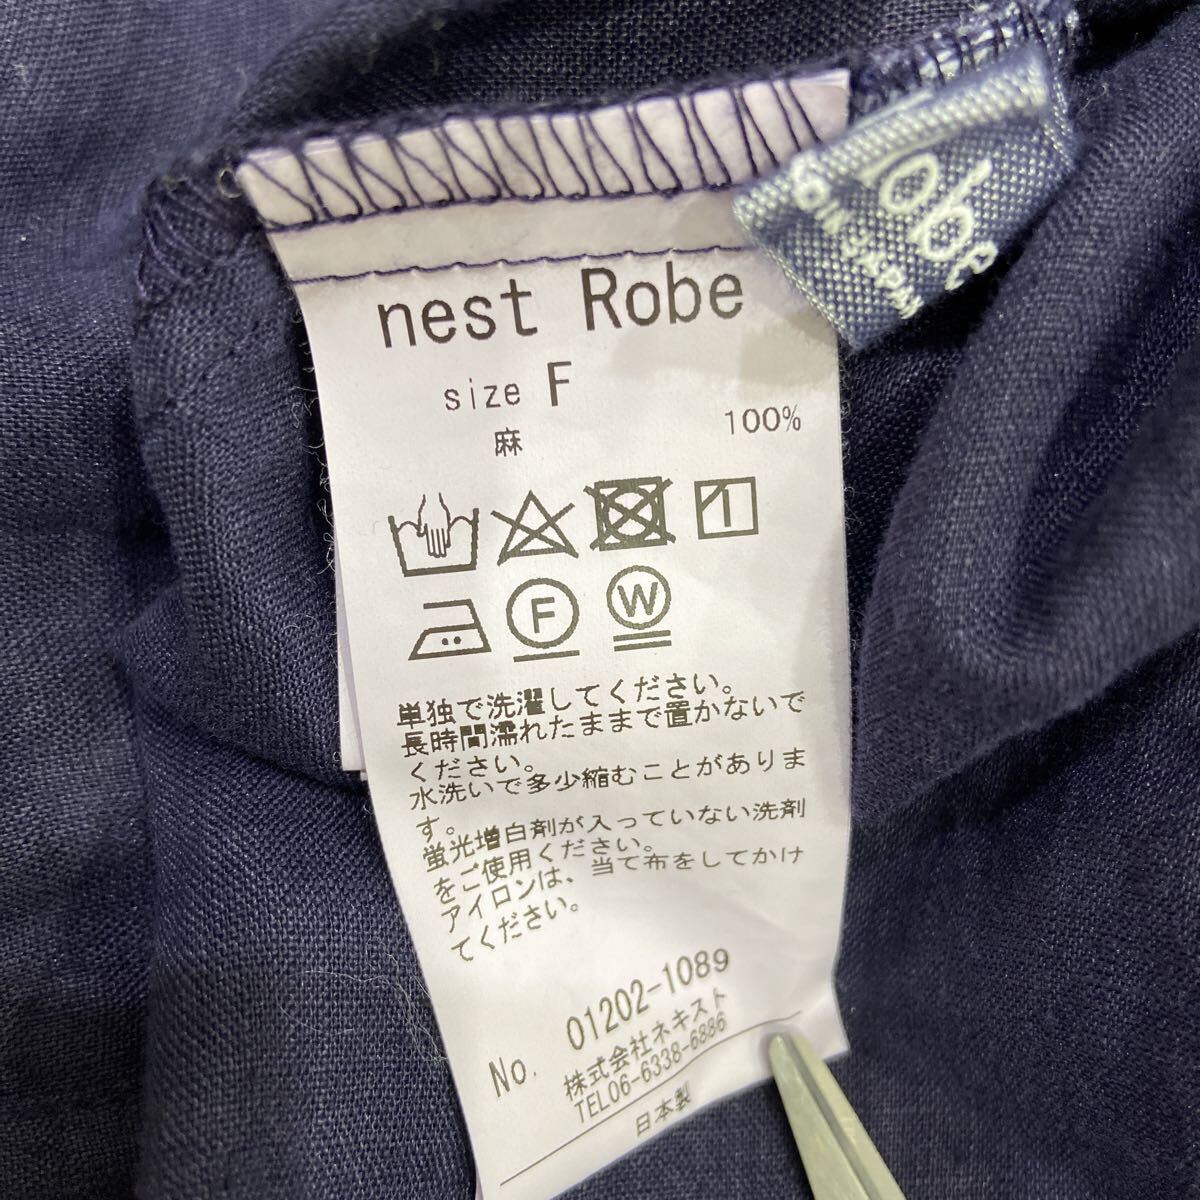 nest Robe
size F
麻 100%
F W
単独で洗濯してください。
長時間濡れたままで置かないで
ください。
水洗いで多少縮むことがありま
す。
蛍光増白剤が入っていない洗剤
をご使用ください。
アイロンは、当て布をしてかけ
てください。
No. 01202-1089
株式会社ネキスト
TEL06-6338-6886
日本製
obe
IN JAPAN